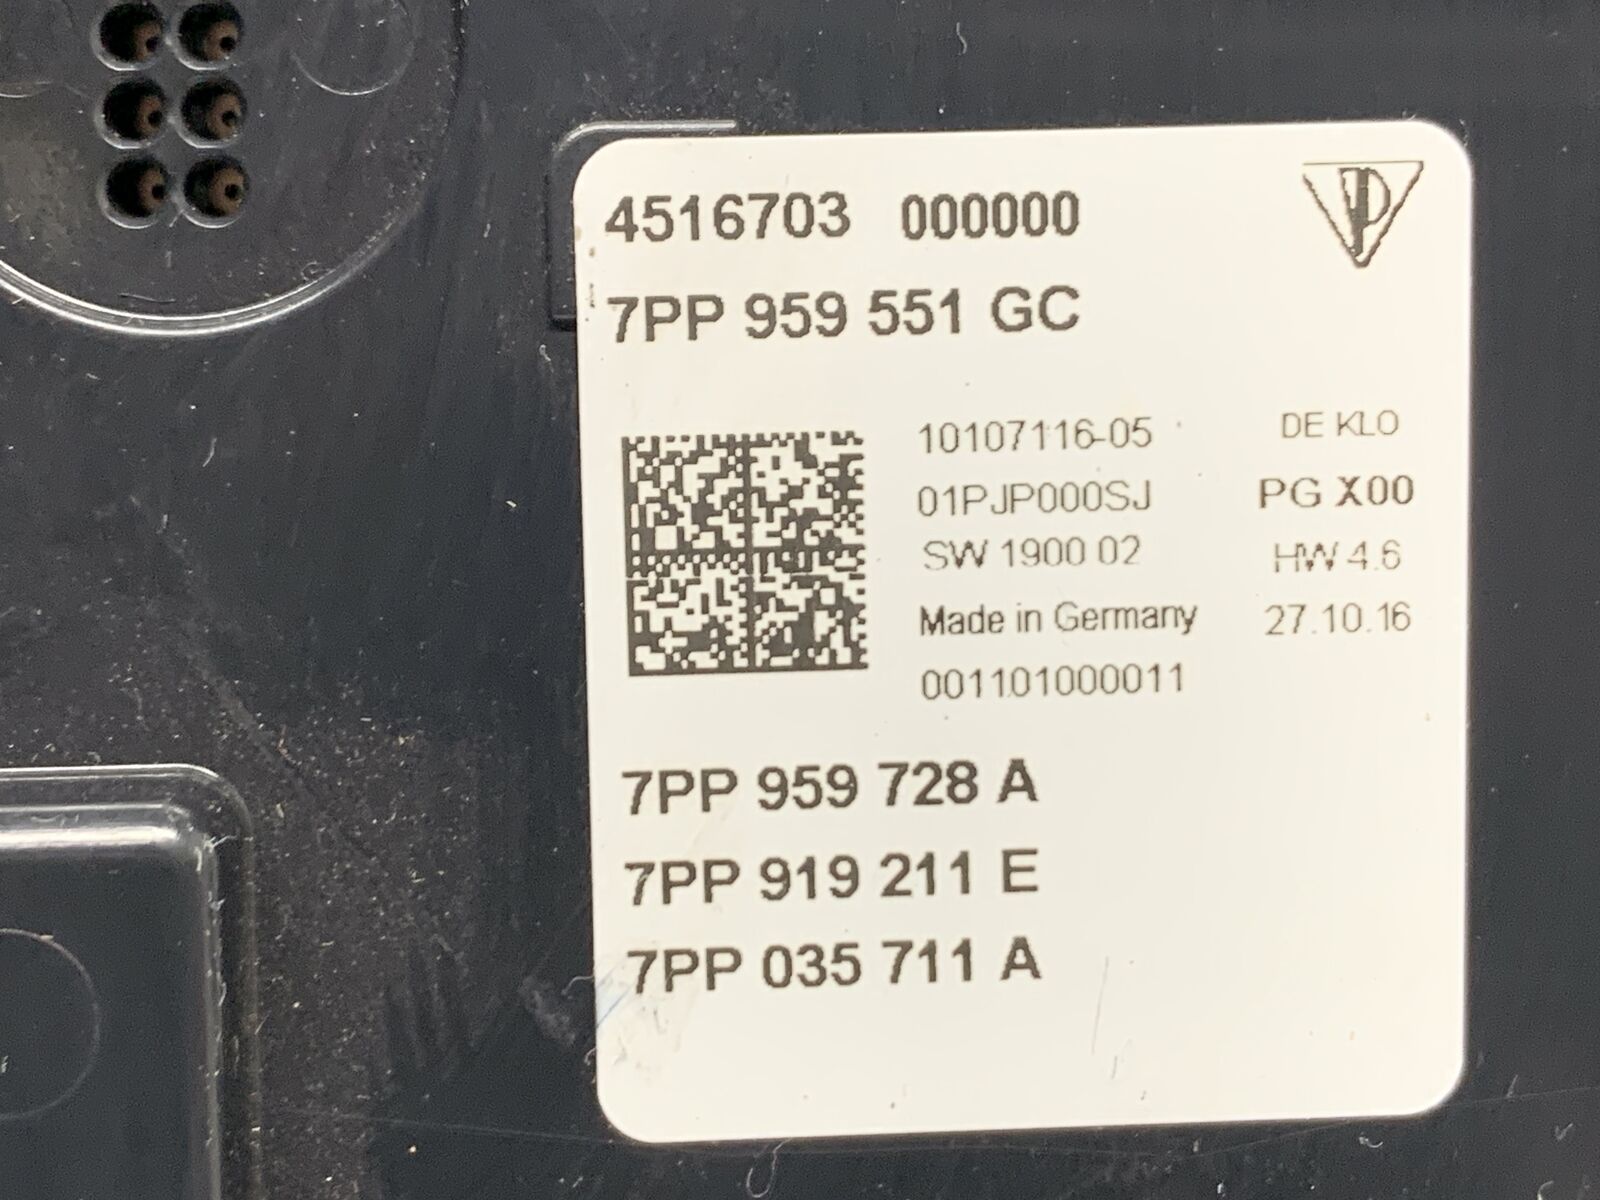 4516703 000000
7PP 959 551 GC
10107116-05 DE KLO
01PJP000SJ PG X00
SW 1900 02 HW 4.6
Made in Germany 27.10.16
001101000011
7PP 959 728 A
7PP 919 211 E
7PP 035 711 A